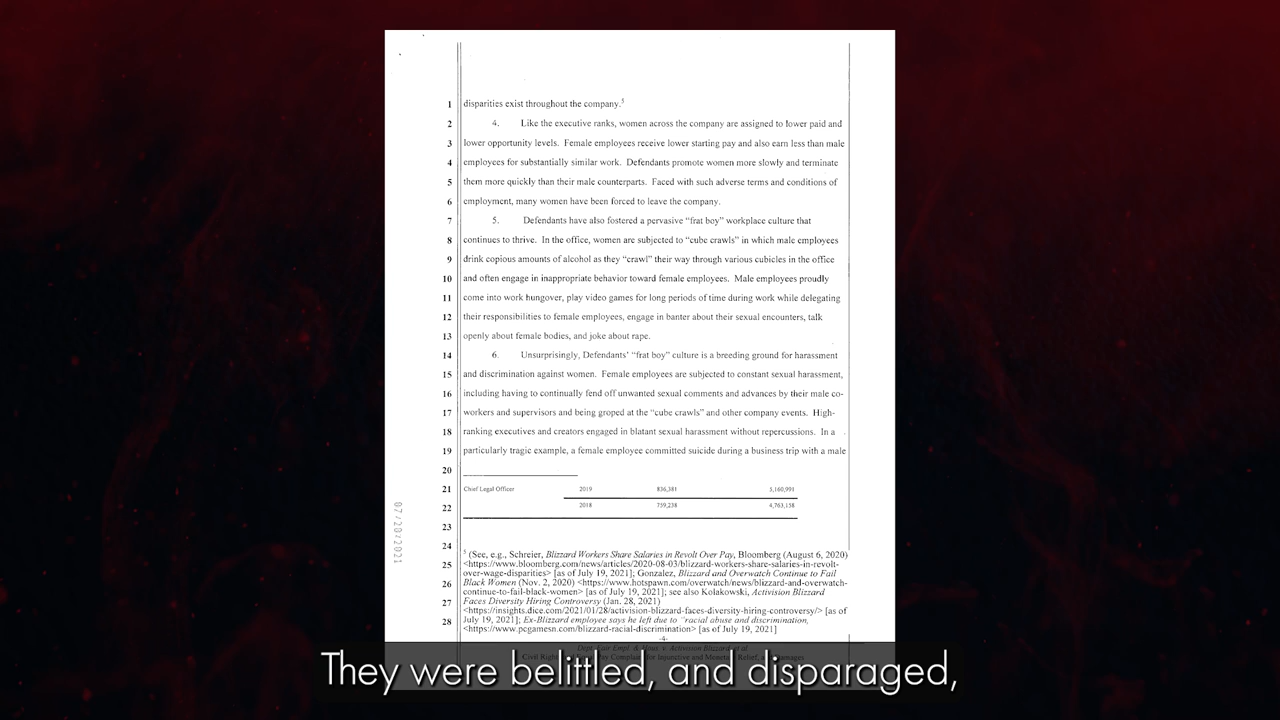 1 disparities exist throughout the company.5
2 4. Like the executive ranks, women across the company are assigned to lower paid and
3 lower opportunity levels. Female employees receive lower starting pay and also earn less than male
4 employees for substantially similar work. Defendants promote women more slowly and terminate
5 them more quickly than their male counterparts. Faced with such adverse terms and conditions of
6 employment, many women have been forced to leave the company.
7 5. Defendants have also fostered a pervasive “frat boy” workplace culture that
8 continues to thrive. In the office, women are subjected to “cube crawls” in which male employees
9 drink copious amounts of alcohol as they “crawl” their way through various cubicles in the office
10 and often engage in inappropriate behavior toward female employees. Male employees proudly
11 come into work hungover, play video games for long periods of time during work while delegating
12 their responsibilities to female employees, engage in banter about their sexual encounters, talk
13 openly about female bodies, and joke about rape.
14 6. Unsurprisingly, Defendants’ “frat boy” culture is a breeding ground for harassment
15 and discrimination against women. Female employees are subjected to constant sexual harassment,
16 including having to continually fend off unwanted sexual comments and advances by their male co-
17 workers and supervisors and being groped at the “cube crawls” and other company events. High-
18 ranking executives and creators engaged in blatant sexual harassment without repercussions. In a
19 particularly tragic example, a female employee committed suicide during a business trip with a male
20
21 Chief Legal Officer 2019 836,381 5,160,991
22 2018 759,238 4,763,158
23
24
5 (See, e.g., Schreier, Blizzard Workers Share Salaries in Revolt Over Pay, Bloomberg (August 6, 2020)
25 <https://www.bloomberg.com/news/articles/2020-08-03/blizzard-workers-share-salaries-in-revolt-
over-wage-disparities> [as of July 19, 2021]; Gonzalez, Blizzard and Overwatch Continue to Fail
26 Black Women (Nov. 2, 2020) <https://www.hotspawn.com/overwatch/news/blizzard-and-overwatch-
continue-to-fail-black-women> [as of July 19, 2021]; see also Kolakowski, Activision Blizzard
27 Faces Diversity Hiring Controversy (Jan. 28, 2021)
<https://insights.dice.com/2021/01/28/activision-blizzard-faces-diversity-hiring-controversy/> [as of
28 July 19, 2021]; Ex-Blizzard employee says he left due to “racial abuse and discrimination,
<https://www.pcgamesn.com/blizzard-racial-discrimination> [as of July 19, 2021]
-4-
07/20/2021
v. Activision Blizzard
Civil
They were belittled, and disparaged,